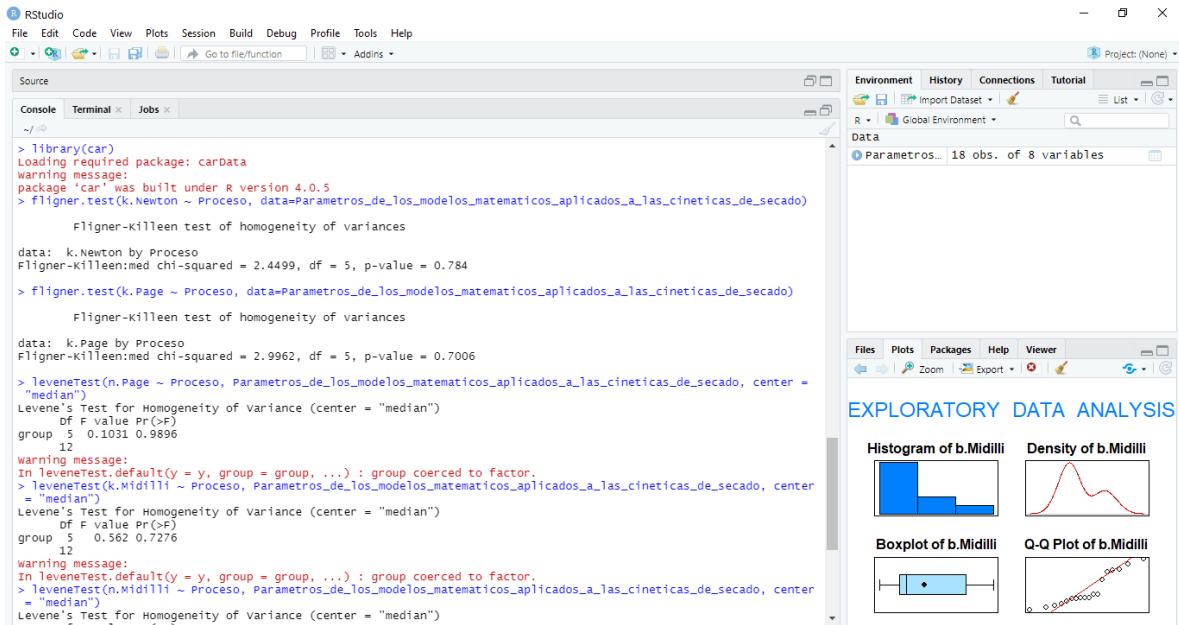 RStudio
File Edit Code View Plots Session Build Debug Profile Tools Help
Go to file/function Addins Project: (None)
Source
Console Terminal Jobs
~/
> library(car)
Loading required package: carData
Warning message:
package ‘car’ was built under R version 4.0.5
> fligner.test(k.Newton ~ Proceso, data=Parametros_de_los_modelos_matematicos_aplicados_a_las_cineticas_de_secado)
Fligner-Killeen test of homogeneity of variances
data: k.Newton by Proceso
Fligner-Killeen:med chi-squared = 2.4499, df = 5, p-value = 0.784
> fligner.test(k.Page ~ Proceso, data=Parametros_de_los_modelos_matematicos_aplicados_a_las_cineticas_de_secado)
Fligner-Killeen test of homogeneity of variances
data: k.Page by Proceso
Fligner-Killeen:med chi-squared = 2.9962, df = 5, p-value = 0.7006
> leveneTest(n.Page ~ Proceso, Parametros_de_los_modelos_matematicos_aplicados_a_las_cineticas_de_secado, center =
"median")
Levene's Test for Homogeneity of Variance (center = "median")
Df F value Pr(>F)
group 5 0.1031 0.9896
12
Warning message:
In leveneTest.default(y = y, group = group, ...) : group coerced to factor.
> leveneTest(k.Midilli ~ Proceso, Parametros_de_los_modelos_matematicos_aplicados_a_las_cineticas_de_secado, center
= "median")
Levene's Test for Homogeneity of Variance (center = "median")
Df F value Pr(>F)
group 5 0.562 0.7276
12
Warning message:
In leveneTest.default(y = y, group = group, ...) : group coerced to factor.
> leveneTest(n.Midilli ~ Proceso, Parametros_de_los_modelos_matematicos_aplicados_a_las_cineticas_de_secado, center
= "median")
Levene's Test for Homogeneity of Variance (center = "median")
Environment History Connections Tutorial
Import Dataset List
R Global Environment
Data
Parametros… 18 obs. of 8 variables
Files Plots Packages Help Viewer
Zoom Export
EXPLORATORY DATA ANALYSIS
Histogram of b.Midilli
Density of b.Midilli
Boxplot of b.Midilli
Q-Q Plot of b.Midilli